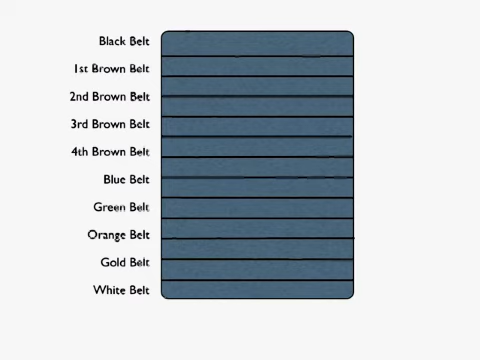 Black Belt
1st Brown Belt
2nd Brown Belt
3rd Brown Belt
4th Brown Belt
Blue Belt
Green Belt
Orange Belt
Gold Belt
White Belt